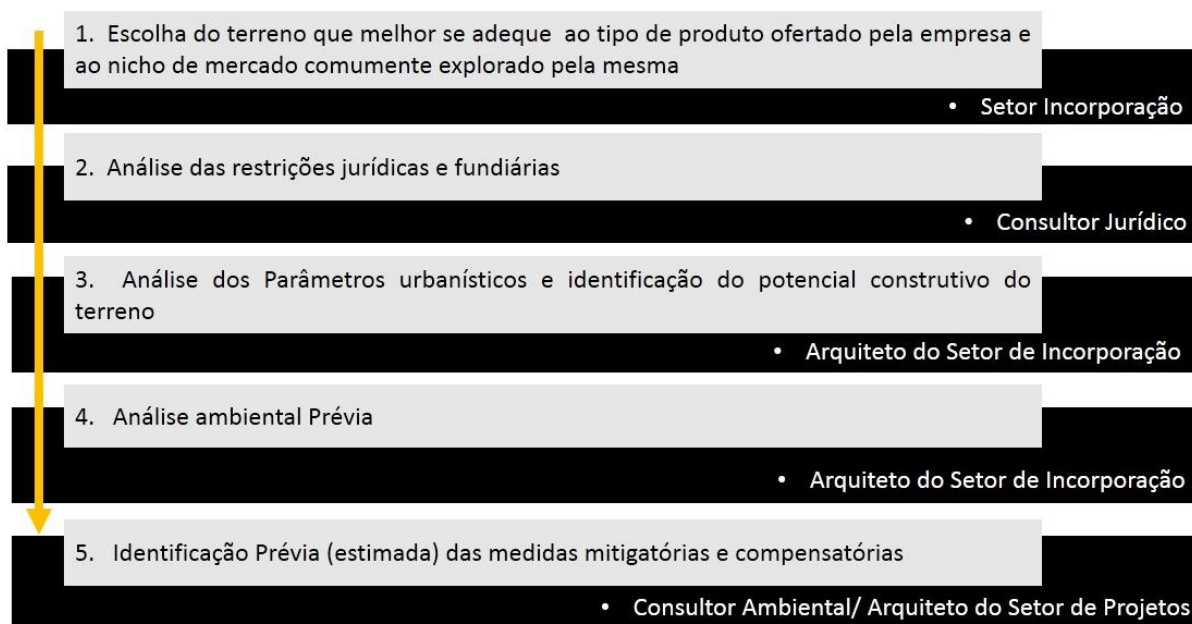 1. Escolha do terreno que melhor se adeque ao tipo de produto ofertado pela empresa e
ao nicho de mercado comumente explorado pela mesma
• Setor Incorporação
2. Análise das restrições jurídicas e fundiárias
• Consultor Jurídico
3. Análise dos Parâmetros urbanísticos e identificação do potencial construtivo do
terreno
• Arquiteto do Setor de Incorporação
4. Análise ambiental Prévia
• Arquiteto do Setor de Incorporação
5. Identificação Prévia (estimada) das medidas mitigatórias e compensatórias
• Consultor Ambiental/ Arquiteto do Setor de Projetos